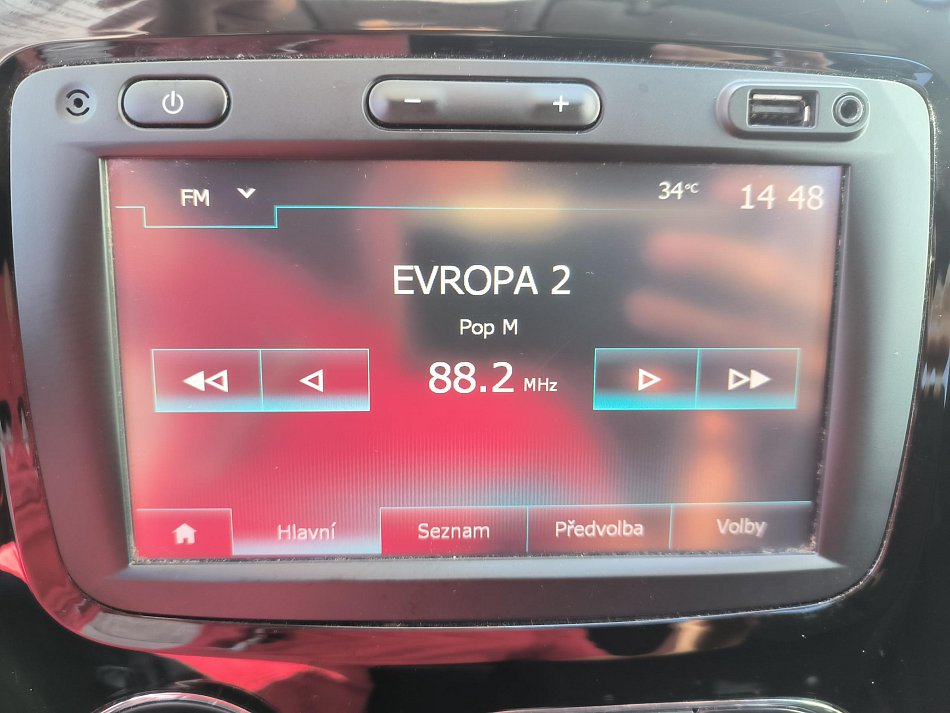 − +
FM 34°C 14 48
EVROPA 2
Pop M
88.2 MHz
Hlavní Seznam Předvolba Volby